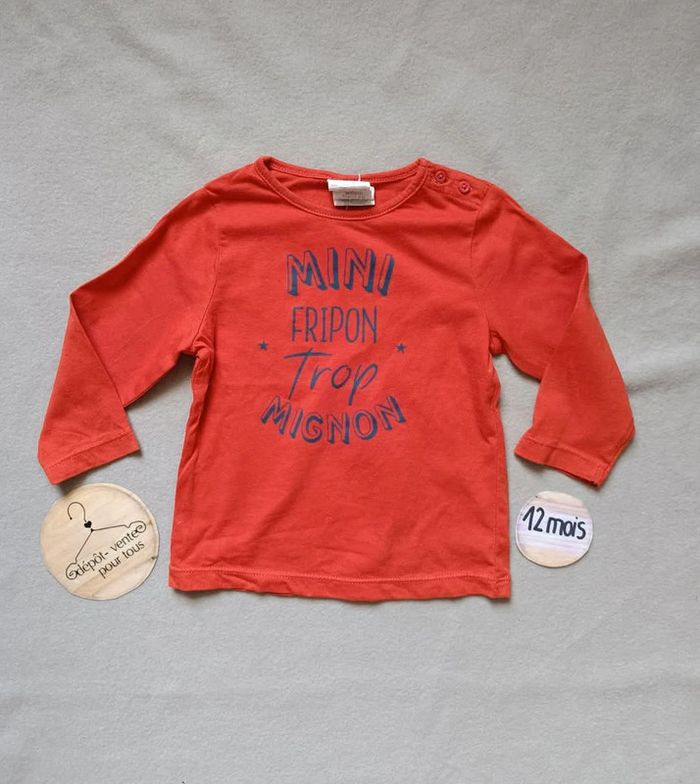 MINI
FRIPON
Trop
MIGNON
dépôt-vente
pour tous
12 mois